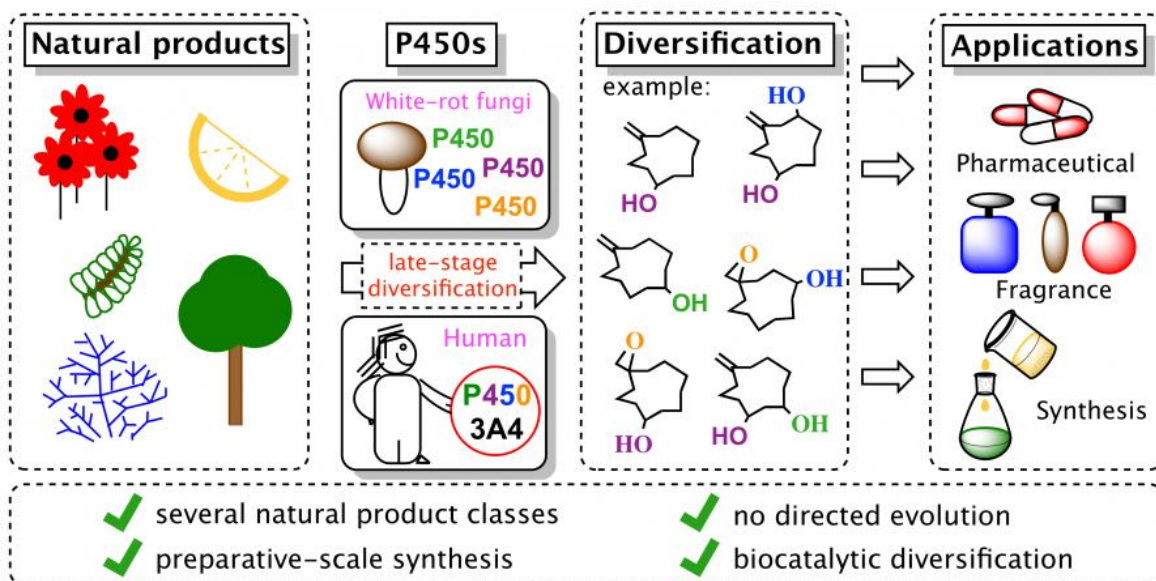 Natural products
P450s
Diversification
Applications
White-rot fungi
P450
P450
P450
P450
late-stage
diversification
Human
P450
3A4
example:
HO
HO
HO
OH
O
OH
O
HO
HO
OH
Pharmaceutical
Fragrance
Synthesis
several natural product classes
no directed evolution
preparative-scale synthesis
biocatalytic diversification